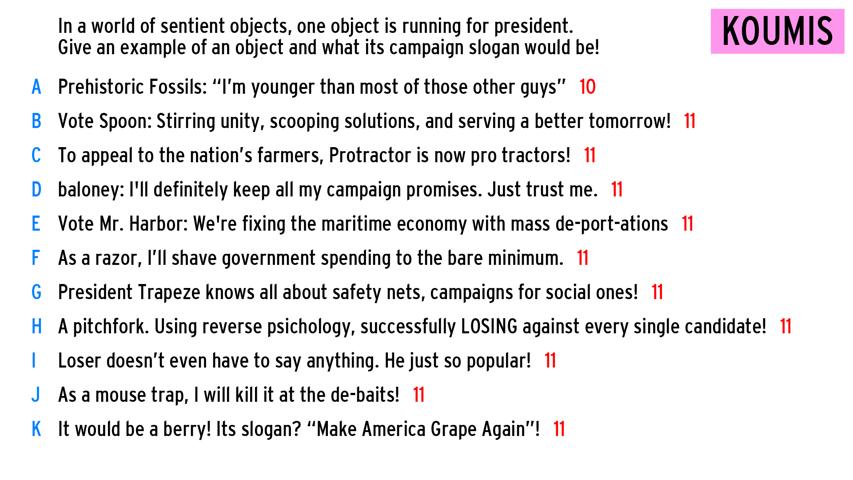 In a world of sentient objects, one object is running for president.
Give an example of an object and what its campaign slogan would be!
KOUMIS
A Prehistoric Fossils: “I’m younger than most of those other guys” 10
B Vote Spoon: Stirring unity, scooping solutions, and serving a better tomorrow! 11
C To appeal to the nation’s farmers, Protractor is now pro tractors! 11
D baloney: I'll definitely keep all my campaign promises. Just trust me. 11
E Vote Mr. Harbor: We're fixing the maritime economy with mass de-port-ations 11
F As a razor, I’ll shave government spending to the bare minimum. 11
G President Trapeze knows all about safety nets, campaigns for social ones! 11
H A pitchfork. Using reverse psichology, successfully LOSING against every single candidate! 11
I Loser doesn’t even have to say anything. He just so popular! 11
J As a mouse trap, I will kill it at the de-baits! 11
K It would be a berry! Its slogan? “Make America Grape Again”! 11